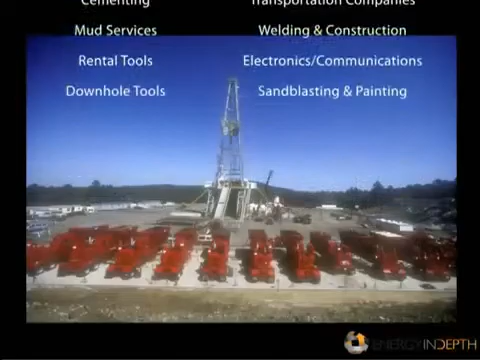 Cementing
Transportation Companies
Mud Services
Welding & Construction
Rental Tools
Electronics/Communications
Downhole Tools
Sandblasting & Painting
ENERGYINDEPTH